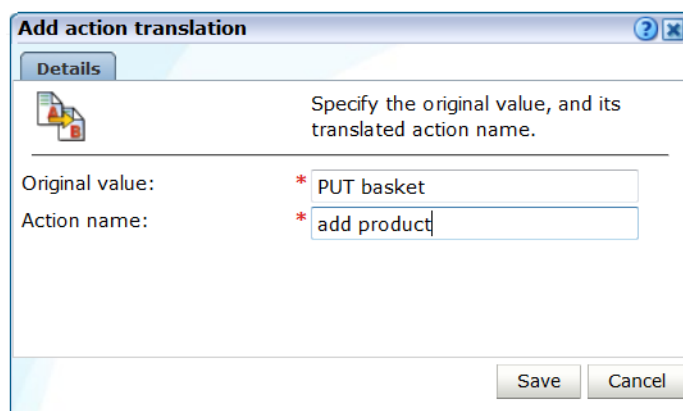 Add action translation
Details
Specify the original value, and its
translated action name.
Original value: * PUT basket
Action name: * add product
Save Cancel